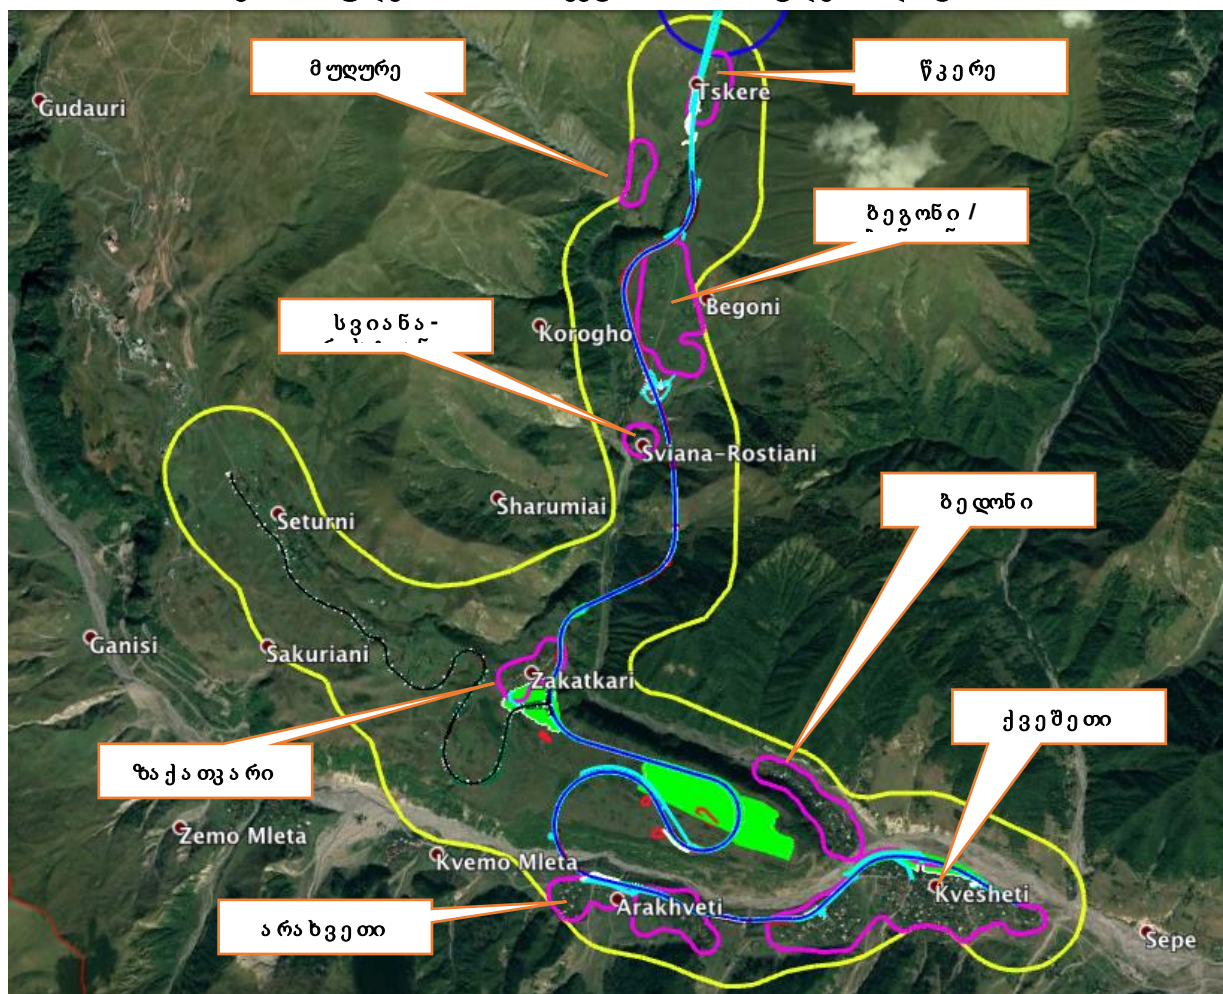 მუღურე
წკერე
Tskere
Gudauri
ბეგონი /
Begoni
სვიანა-
Korogho
Sviana-Rostiani
ბედონი
Sharumiai
Seturni
Ganisi
Sakuriani
Zakatkari
ქვეშეთი
ზაქათკარი
Zemo Mleta
Kvemo Mleta
Kvesheti
Arakhveti
არახვეთი
Sepe